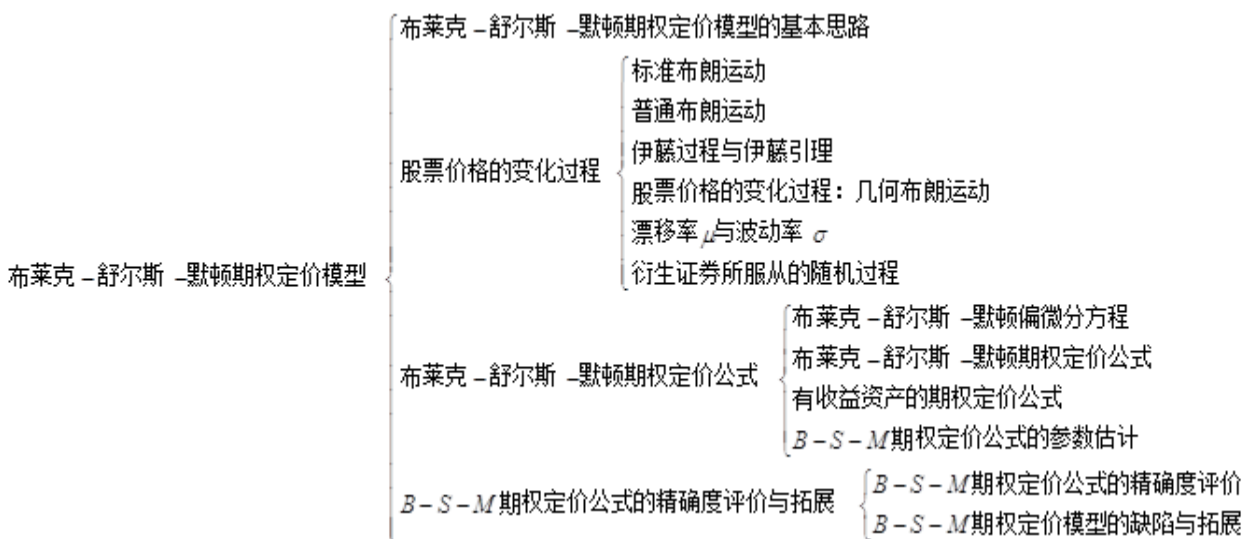 布莱克–舒尔斯–默顿期权定价模型的基本思路
标准布朗运动
普通布朗运动
伊藤过程与伊藤引理
股票价格的变化过程
股票价格的变化过程：几何布朗运动
漂移率μ与波动率 σ
布莱克–舒尔斯–默顿期权定价模型
衍生证券所服从的随机过程
布莱克–舒尔斯–默顿偏微分方程
布莱克–舒尔斯–默顿期权定价公式
布莱克–舒尔斯–默顿期权定价公式
有收益资产的期权定价公式
B–S–M期权定价公式的参数估计
B–S–M期权定价公式的精确度评价与拓展
B–S–M期权定价公式的精确度评价
B–S–M期权定价模型的缺陷与拓展